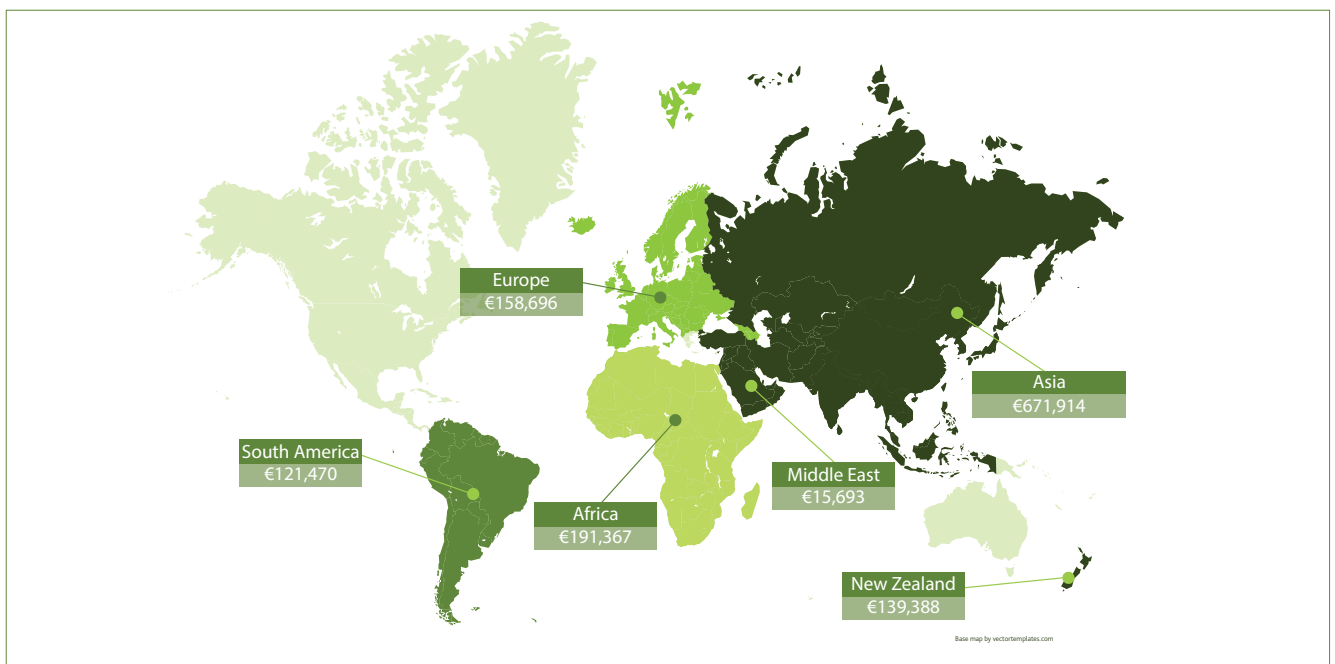 Europe
€158,696
Asia
€671,914
South America
€121,470
Middle East
€15,693
Africa
€191,367
New Zealand
€139,388
Base map by vectortemplates.com